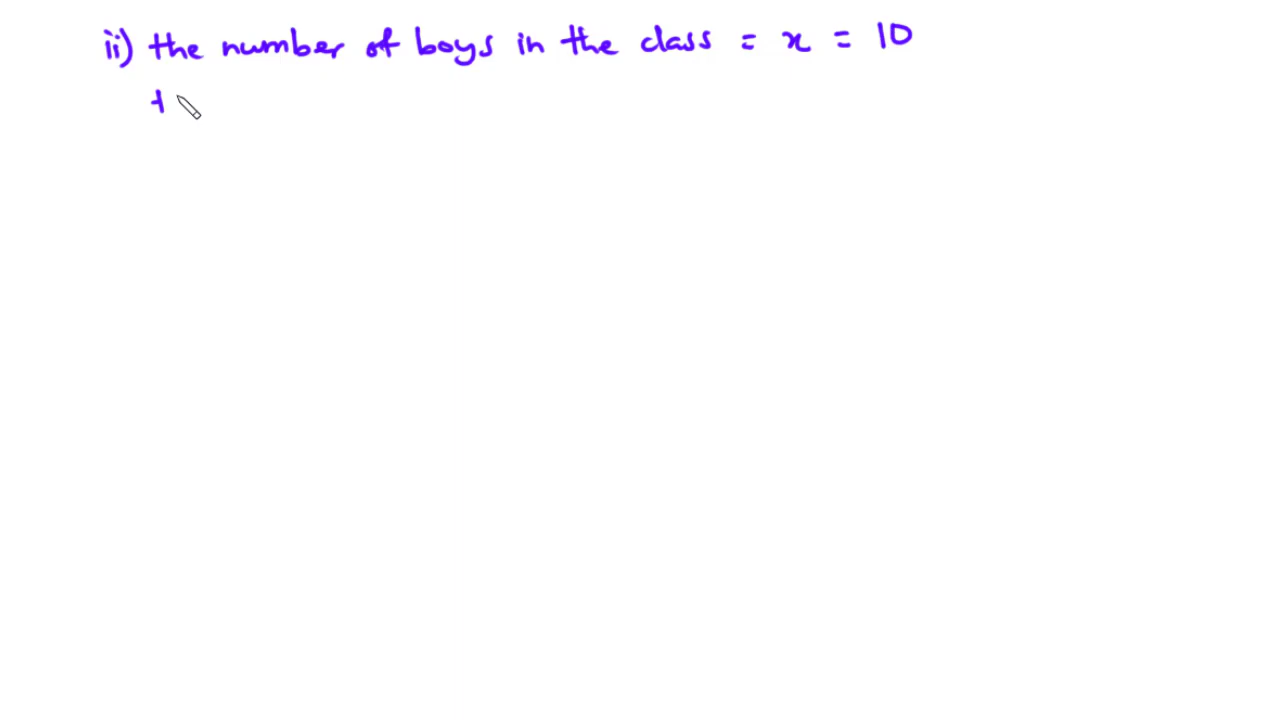 ii) the number of boys in the class = x = 10
t